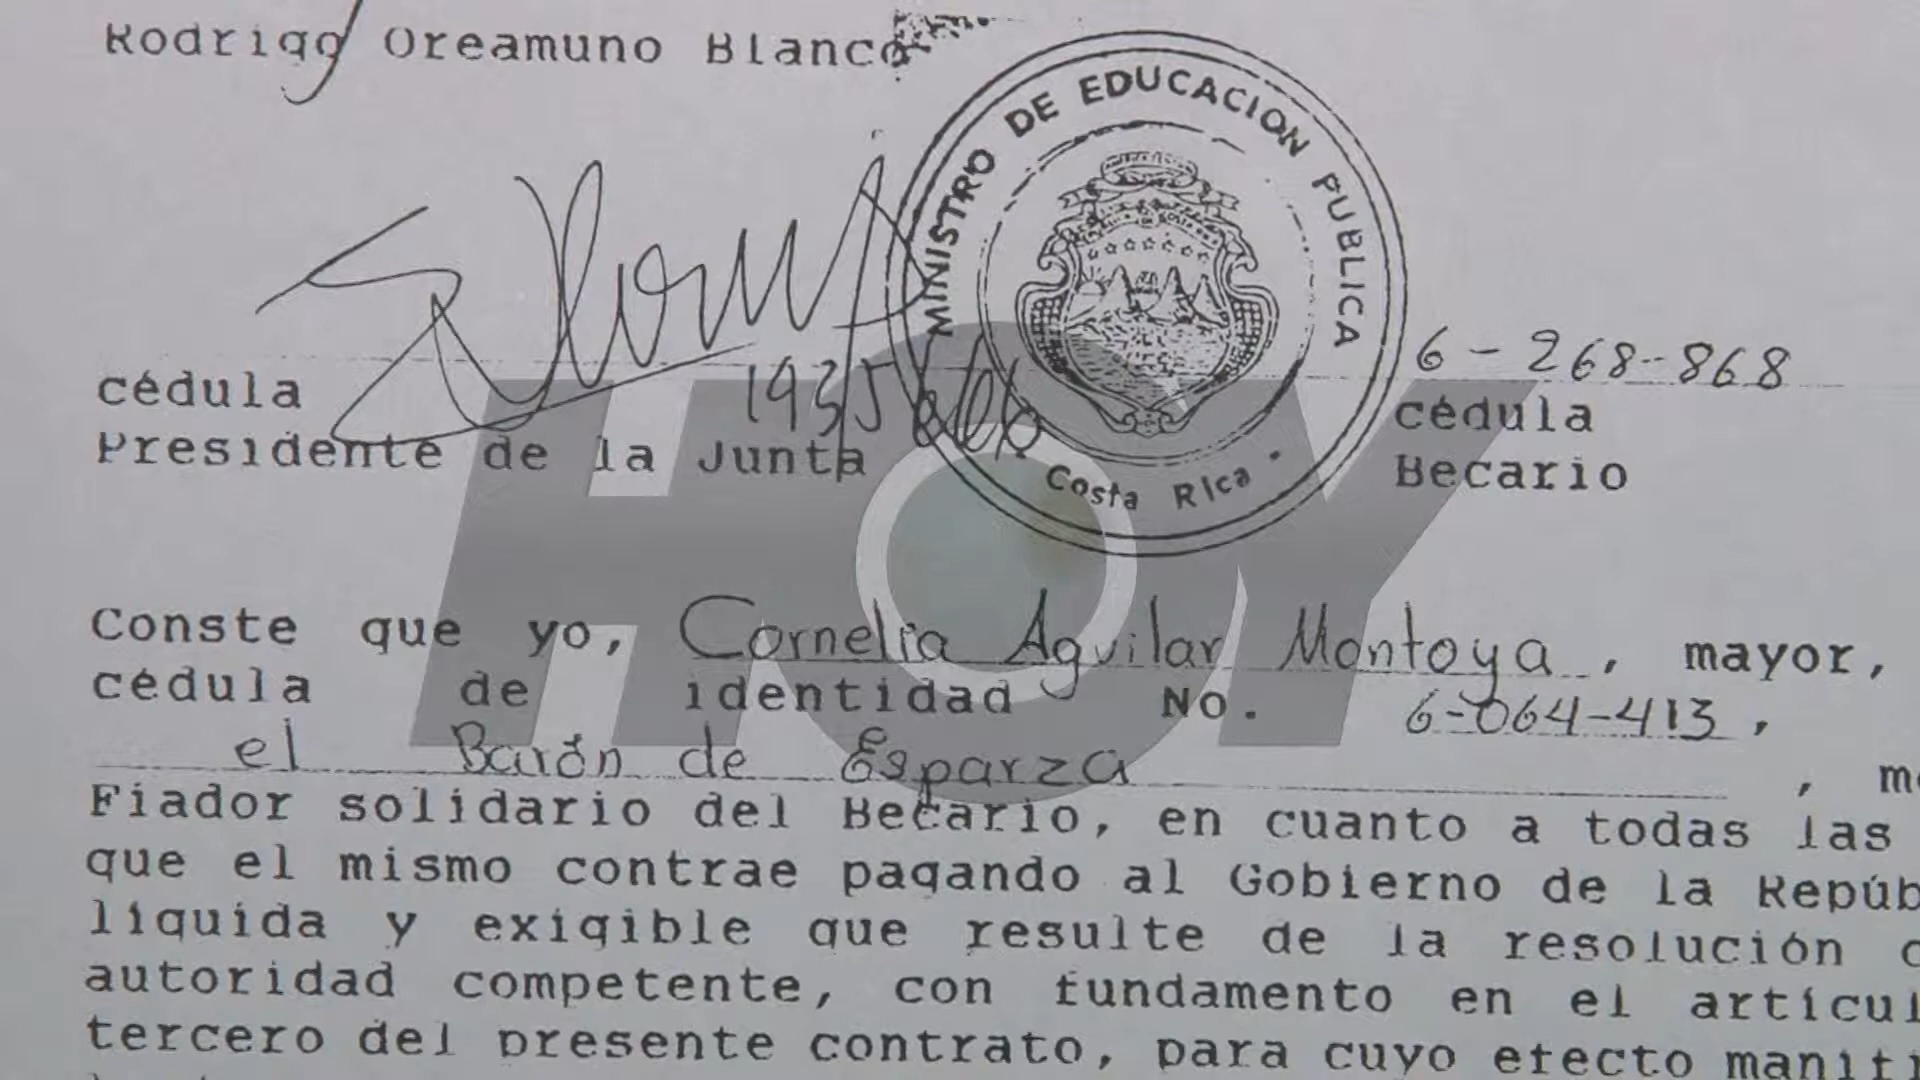 Rodrigo Oreamuno Blanco
MINISTRO DE EDUCACION PUBLICA
Costa Rica -
6-268-868
cédula
cédula
Presidente de la Junta
Becario
HOY
Conste que yo, Cornelia Aguilar Montoya, mayor,
cédula de identidad No. 6-064-413,
el Barón de Esparza,
Fiador solidario del Becario, en cuanto a todas las
que el mismo contrae pagando al Gobierno de la Repúb
líquida y exigible que resulte de la resolución
autoridad competente, con fundamento en el artícul
tercero del presente contrato, para cuyo efecto manif